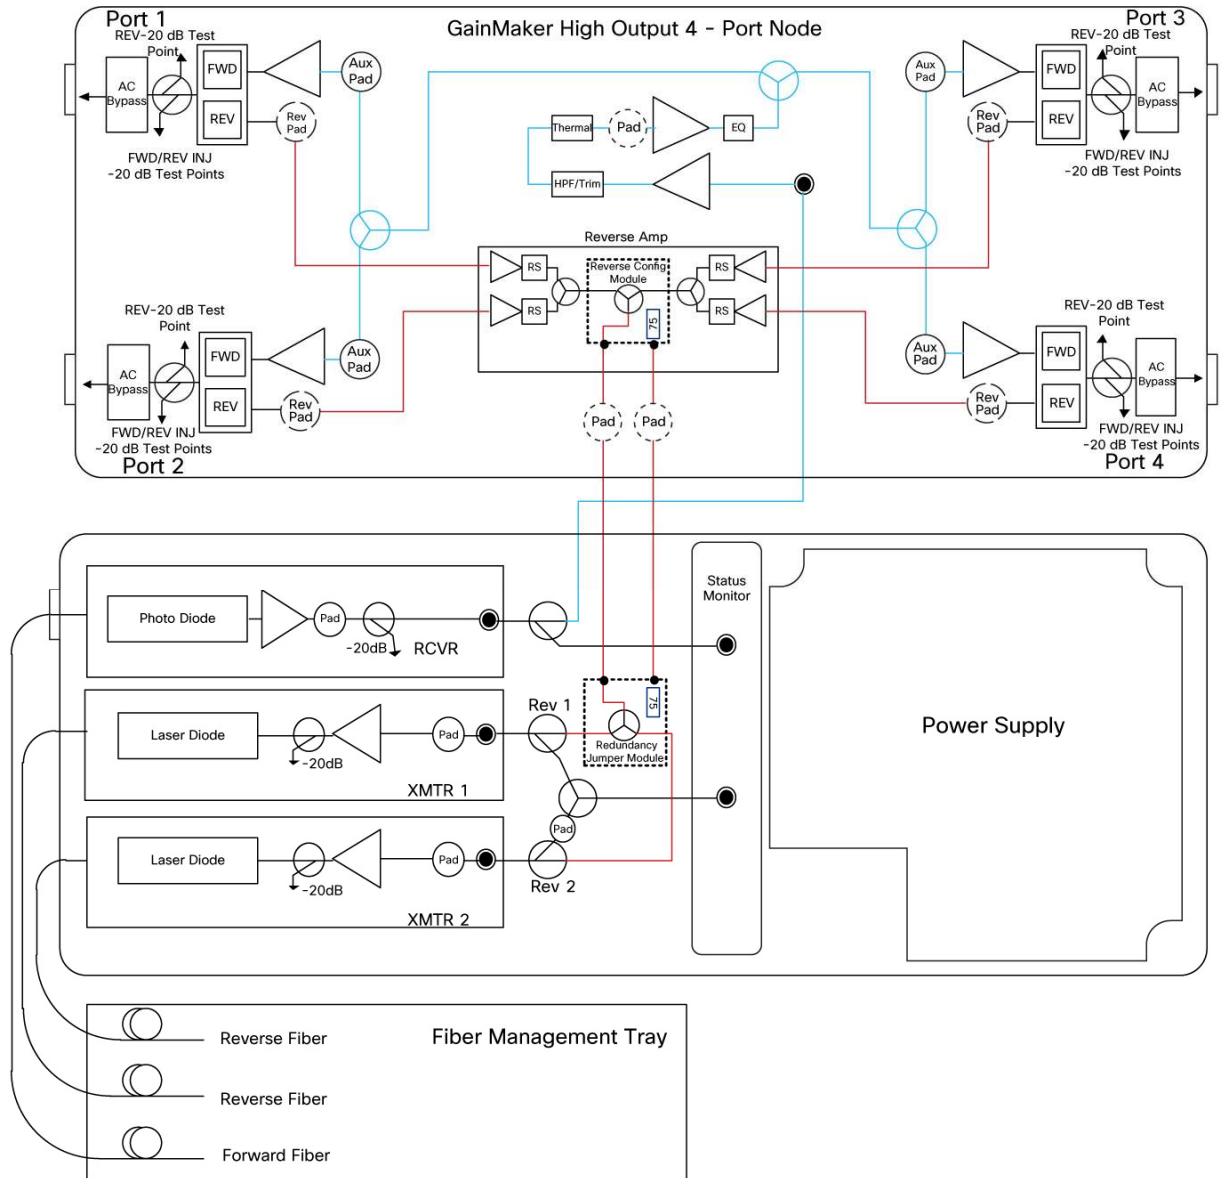 Port 1
GainMaker High Output 4 - Port Node
Port 3
REV-20 dB Test
Point
REV-20 dB Test
Point
FWD
Aux
Pad
Aux
Pad
FWD
AC
Bypass
AC
Bypass
REV
Rev
Pad
Thermal
Pad
EQ
Rev
Pad
REV
FWD/REV INJ
-20 dB Test Points
FWD/REV INJ
-20 dB Test Points
HPF/Trim
Reverse Amp
RS
Reverse Config
Module
RS
RS
75
RS
REV-20 dB Test
Point
REV-20 dB Test
Point
FWD
Aux
Pad
Aux
Pad
FWD
AC
Bypass
AC
Bypass
REV
Rev
Pad
Rev
Pad
REV
Pad
Pad
FWD/REV INJ
-20 dB Test Points
FWD/REV INJ
-20 dB Test Points
Port 2
Port 4
Status
Monitor
Photo Diode
Pad
-20dB
RCVR
75
Rev 1
Laser Diode
-20dB
Pad
Redundancy
Jumper Module
Power Supply
XMTR 1
Pad
Laser Diode
-20dB
Pad
Rev 2
XMTR 2
Fiber Management Tray
Reverse Fiber
Reverse Fiber
Forward Fiber